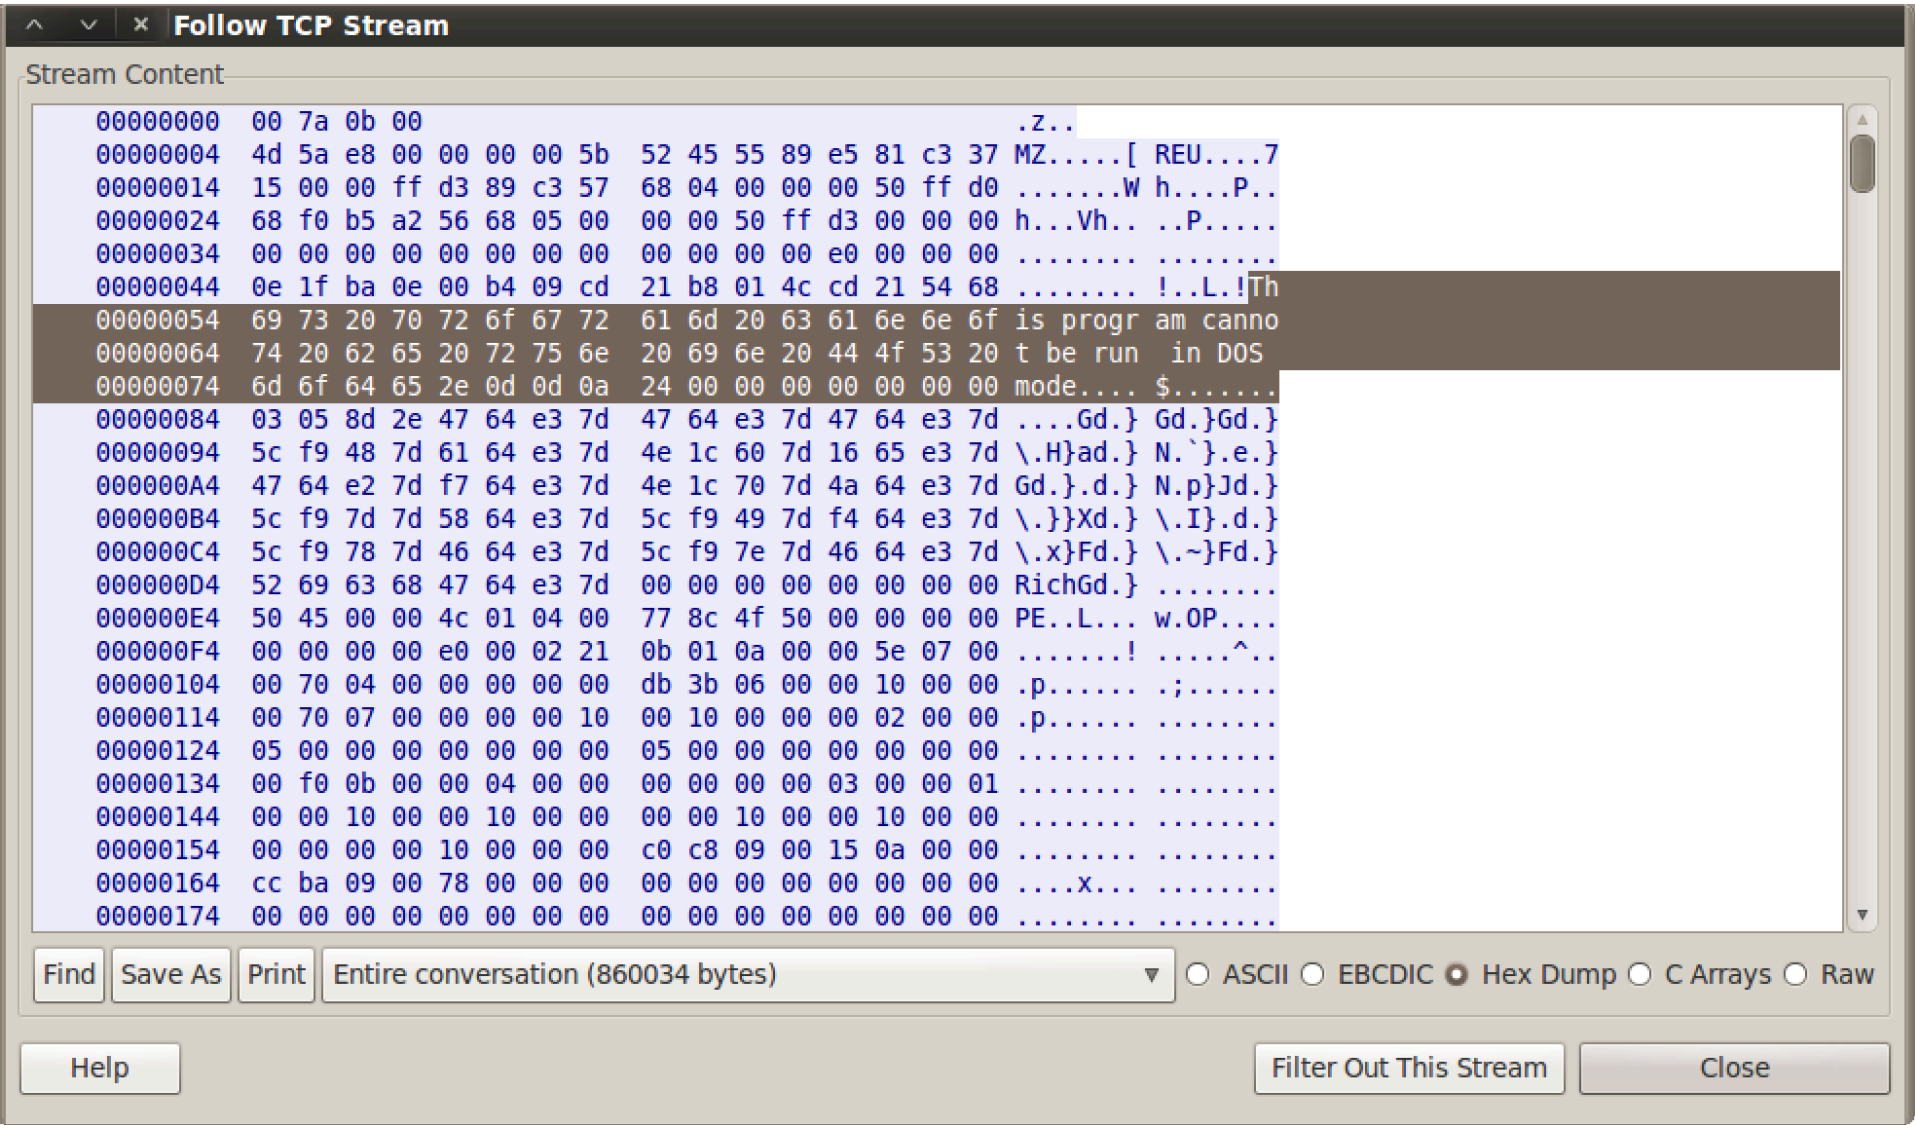 Follow TCP Stream
Stream Content
00000000 00 7a 0b 00 .z..
00000004 4d 5a e8 00 00 00 00 5b 52 45 55 89 e5 81 c3 37 MZ.....[ REU....7
00000014 15 00 00 ff d3 89 c3 57 68 04 00 00 00 50 ff d0 .......W h....P..
00000024 68 f0 b5 a2 56 68 05 00 00 00 50 ff d3 00 00 00 h...Vh.. ..P.....
00000034 00 00 00 00 00 00 00 00 00 00 00 00 e0 00 00 00 ........ ........
00000044 0e 1f ba 0e 00 b4 09 cd 21 b8 01 4c cd 21 54 68 ........ !..L.!Th
00000054 69 73 20 70 72 6f 67 72 61 6d 20 63 61 6e 6e 6f is progr am canno
00000064 74 20 62 65 20 72 75 6e 20 69 6e 20 44 4f 53 20 t be run in DOS
00000074 6d 6f 64 65 2e 0d 0d 0a 24 00 00 00 00 00 00 00 mode.... $.......
00000084 03 05 8d 2e 47 64 e3 7d 47 64 e3 7d 47 64 e3 7d ....Gd.} Gd.}Gd.}
00000094 5c f9 48 7d 61 64 e3 7d 4e 1c 60 7d 16 65 e3 7d \.H}ad.} N.`}.e.}
000000A4 47 64 e2 7d f7 64 e3 7d 4e 1c 70 7d 4a 64 e3 7d Gd.}.d.} N.p}Jd.}
000000B4 5c f9 7d 7d 58 64 e3 7d 5c f9 49 7d f4 64 e3 7d \.}}Xd.} \.I}.d.}
000000C4 5c f9 78 7d 46 64 e3 7d 5c f9 7e 7d 46 64 e3 7d \.x}Fd.} \.~}Fd.}
000000D4 52 69 63 68 47 64 e3 7d 00 00 00 00 00 00 00 00 RichGd.} ........
000000E4 50 45 00 00 4c 01 04 00 77 8c 4f 50 00 00 00 00 PE..L... w.OP....
000000F4 00 00 00 00 e0 00 02 21 0b 01 0a 00 00 5e 07 00 .......! .....^..
00000104 00 70 04 00 00 00 00 00 db 3b 06 00 00 10 00 00 .p...... .;......
00000114 00 70 07 00 00 00 00 10 00 10 00 00 00 02 00 00 .p...... ........
00000124 05 00 00 00 00 00 00 00 05 00 00 00 00 00 00 00 ........ ........
00000134 00 f0 0b 00 00 04 00 00 00 00 00 00 03 00 00 01 ........ ........
00000144 00 00 10 00 00 10 00 00 00 00 10 00 00 10 00 00 ........ ........
00000154 00 00 00 00 10 00 00 00 c0 c8 09 00 15 0a 00 00 ........ ........
00000164 cc ba 09 00 78 00 00 00 00 00 00 00 00 00 00 00 ....x... ........
00000174 00 00 00 00 00 00 00 00 00 00 00 00 00 00 00 00 ........ ........
Find Save As Print Entire conversation (860034 bytes) ASCII EBCDIC Hex Dump C Arrays Raw
Help Filter Out This Stream Close